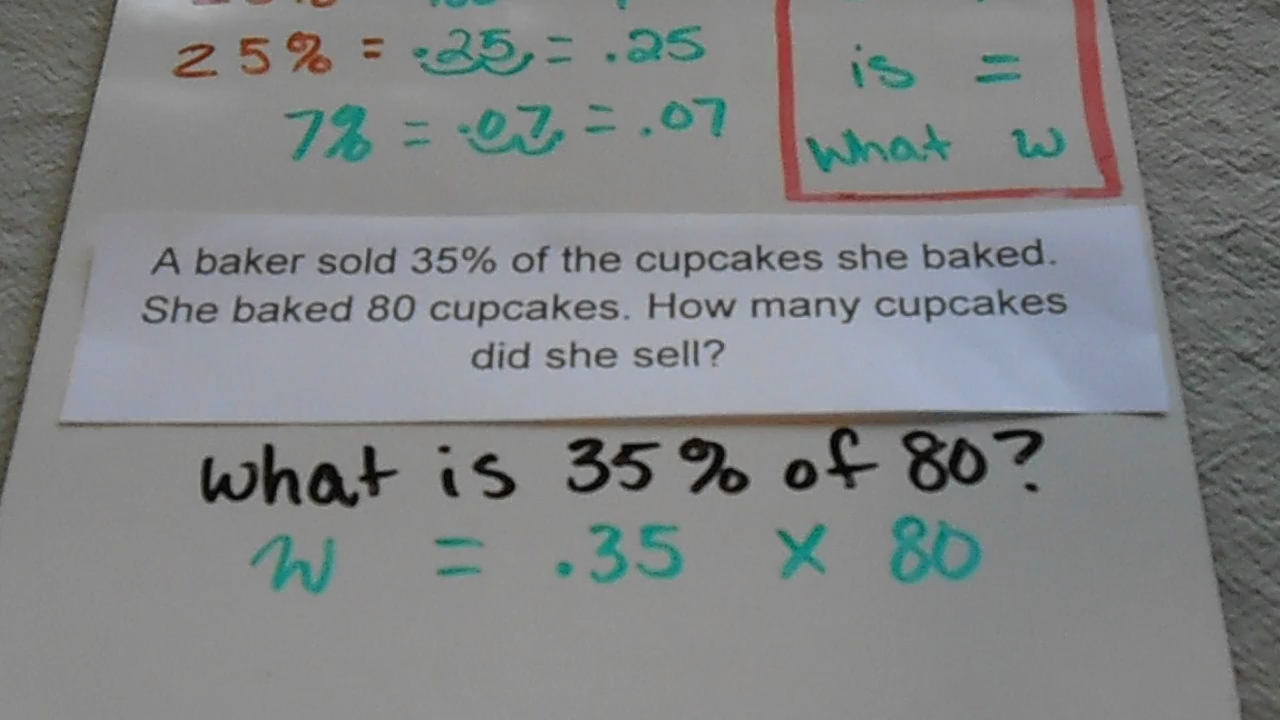 25% = .25 = .25
7% = .07 = .07
is =
what w
A baker sold 35% of the cupcakes she baked.
She baked 80 cupcakes. How many cupcakes
did she sell?
what is 35% of 80?
w = .35 x 80